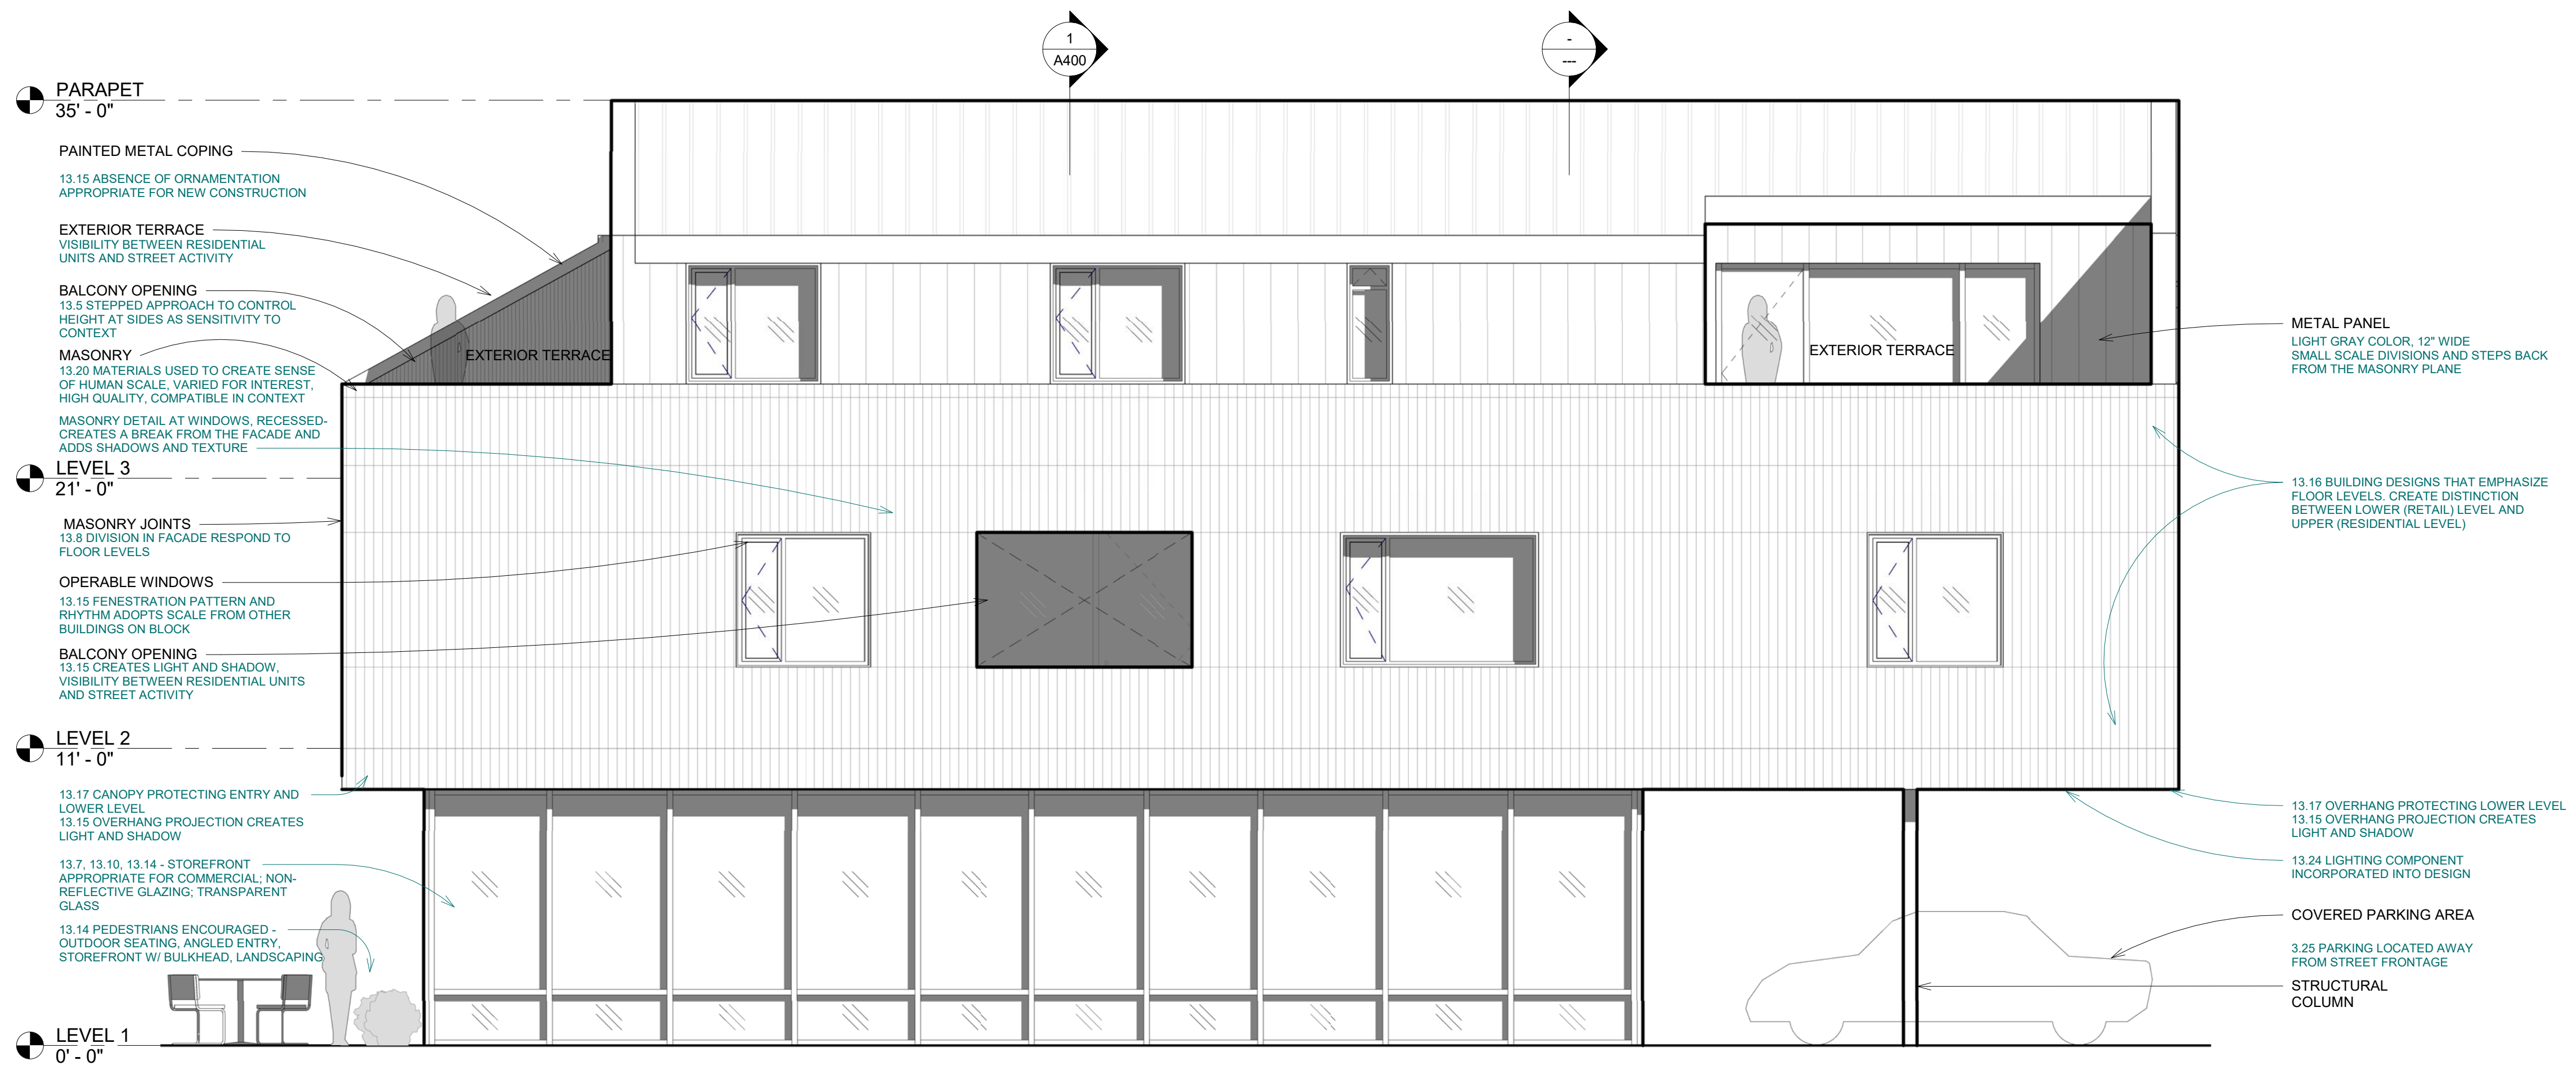 1
A400
-
---
PARAPET
35' - 0"
PAINTED METAL COPING
13.15 ABSENCE OF ORNAMENTATION
APPROPRIATE FOR NEW CONSTRUCTION
EXTERIOR TERRACE
VISIBILITY BETWEEN RESIDENTIAL
UNITS AND STREET ACTIVITY
BALCONY OPENING
13.5 STEPPED APPROACH TO CONTROL
HEIGHT AT SIDES AS SENSITIVITY TO
CONTEXT
MASONRY
13.20 MATERIALS USED TO CREATE SENSE
OF HUMAN SCALE, VARIED FOR INTEREST,
HIGH QUALITY, COMPATIBLE IN CONTEXT
MASONRY DETAIL AT WINDOWS, RECESSED-
CREATES A BREAK FROM THE FACADE AND
ADDS SHADOWS AND TEXTURE
LEVEL 3
21' - 0"
MASONRY JOINTS
13.8 DIVISION IN FACADE RESPOND TO
FLOOR LEVELS
OPERABLE WINDOWS
13.15 FENESTRATION PATTERN AND
RHYTHM ADOPTS SCALE FROM OTHER
BUILDINGS ON BLOCK
BALCONY OPENING
13.15 CREATES LIGHT AND SHADOW,
VISIBILITY BETWEEN RESIDENTIAL UNITS
AND STREET ACTIVITY
LEVEL 2
11' - 0"
13.17 CANOPY PROTECTING ENTRY AND
LOWER LEVEL
13.15 OVERHANG PROJECTION CREATES
LIGHT AND SHADOW
13.7, 13.10, 13.14 - STOREFRONT
APPROPRIATE FOR COMMERCIAL; NON-
REFLECTIVE GLAZING; TRANSPARENT
GLASS
13.14 PEDESTRIANS ENCOURAGED -
OUTDOOR SEATING, ANGLED ENTRY,
STOREFRONT W/ BULKHEAD, LANDSCAPING
LEVEL 1
0' - 0"
EXTERIOR TERRACE
EXTERIOR TERRACE
METAL PANEL
LIGHT GRAY COLOR, 12" WIDE
SMALL SCALE DIVISIONS AND STEPS BACK
FROM THE MASONRY PLANE
13.16 BUILDING DESIGNS THAT EMPHASIZE
FLOOR LEVELS. CREATE DISTINCTION
BETWEEN LOWER (RETAIL) LEVEL AND
UPPER (RESIDENTIAL LEVEL)
13.17 OVERHANG PROTECTING LOWER LEVEL
13.15 OVERHANG PROJECTION CREATES
LIGHT AND SHADOW
13.24 LIGHTING COMPONENT
INCORPORATED INTO DESIGN
COVERED PARKING AREA
3.25 PARKING LOCATED AWAY
FROM STREET FRONTAGE
STRUCTURAL
COLUMN